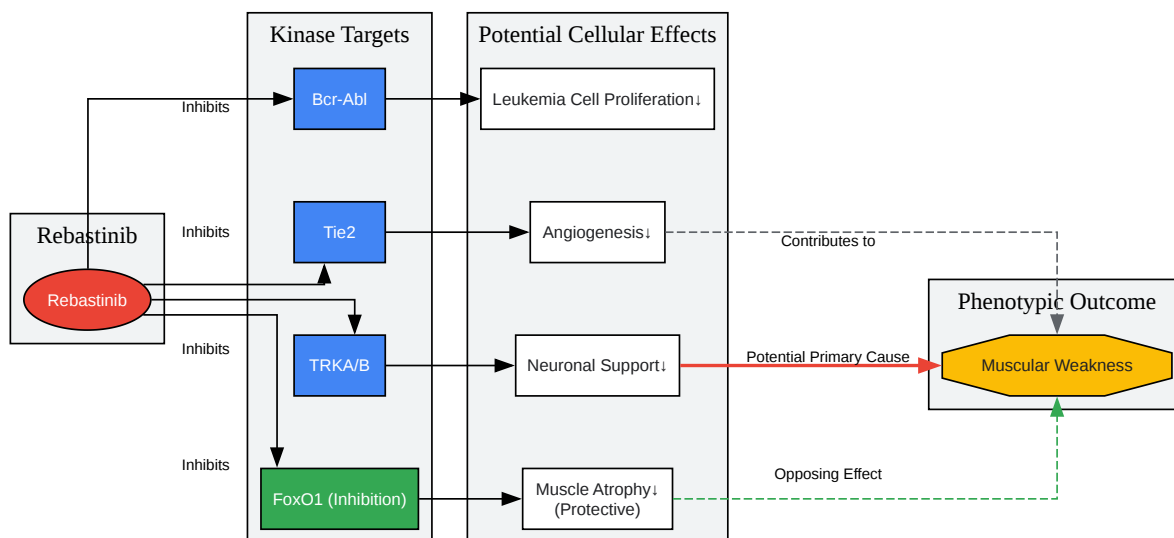 Kinase Targets
Potential Cellular Effects
Inhibits
Bcr-Abl
Leukemia Cell Proliferation↓
Rebastinib
Inhibits
Tie2
Angiogenesis↓
Contributes to
Rebastinib
Phenotypic Outcome
Inhibits
TRKA/B
Neuronal Support↓
Potential Primary Cause
Muscular Weakness
Inhibits
FoxO1 (Inhibition)
Muscle Atrophy↓
(Protective)
Opposing Effect